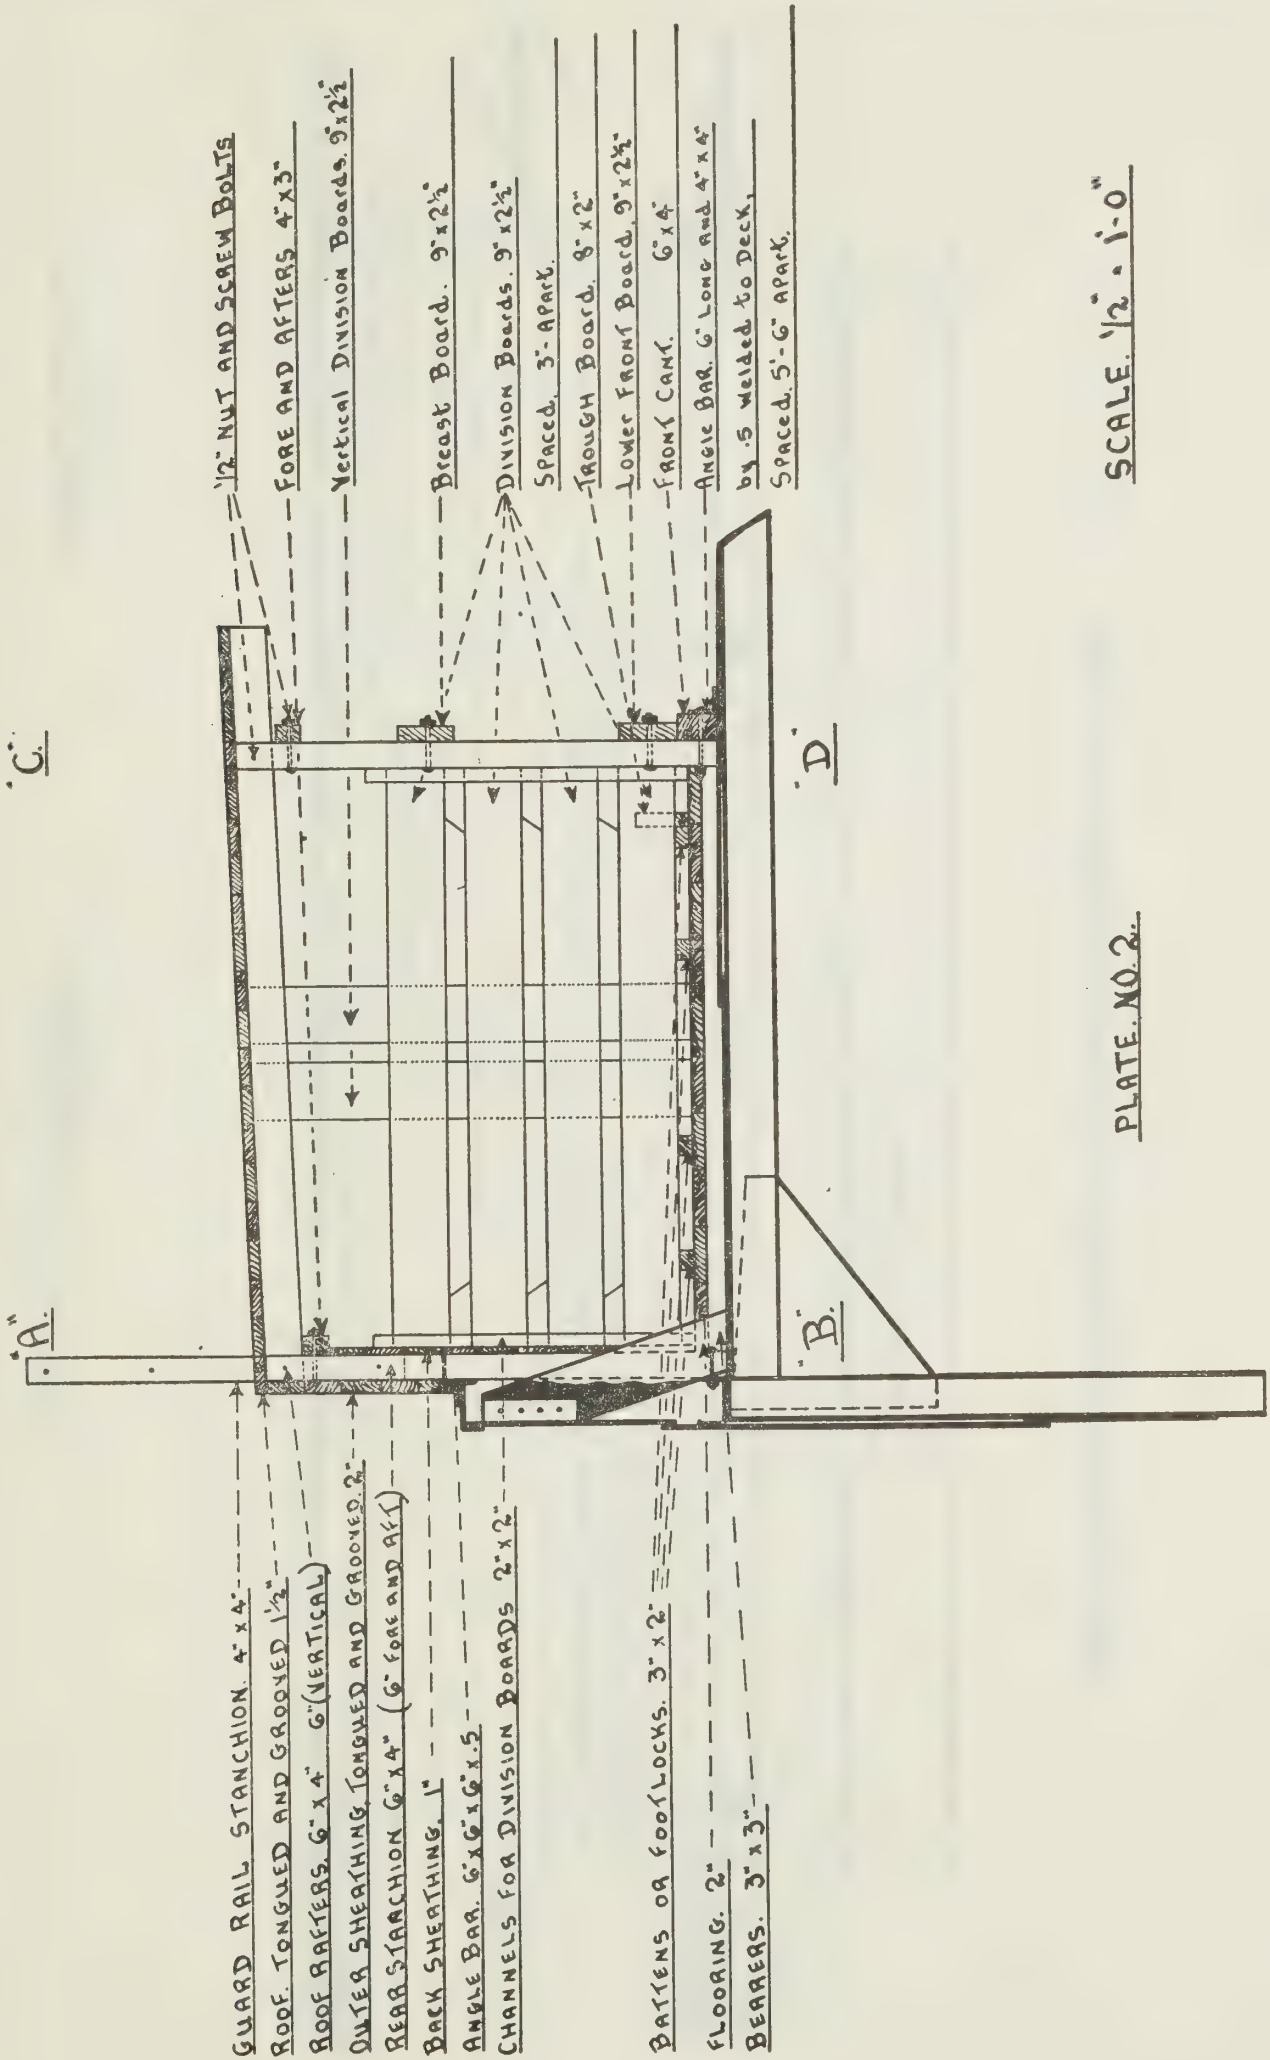 "A."
"C."
GUARD RAIL STANCHION. 4" x 4"
ROOF. TONGUED AND GROOVED 1½"
ROOF RAFTERS. 6" x 4" 6" (VERTICAL)
OUTER SHEATHING, TONGUED AND GROOVED. 2"
REAR STANCHION 6" x 4" (6" FORE AND AFT)
BACK SHEATHING. 1"
ANGLE BAR. 6" x 6" x 6" x .5
CHANNELS FOR DIVISION BOARDS 2" x 2"
BATTENS OR FOOTLOCKS. 3" x 2"
FLOORING. 2"
BEARERS. 3" x 3"
½" NUT AND SCREW BOLTS
FORE AND AFTERS 4" x 3"
Vertical Division Boards. 9" x 2½"
Breast Board. 9" x 2½"
DIVISION Boards. 9" x 2½"
SPACED. 3"- APART.
TROUGH Board. 8" x 2"
LOWER FRONT Board. 9" x 2½"
FRONT CANT. 6" x 4"
ANGLE BAR. 6" LONG And 4" x 4"
by .5 Welded to Deck,
SPACED. 5'- 6" APART.
"B."
"D"
PLATE. NO. 2.
SCALE. ½" = 1'-0"